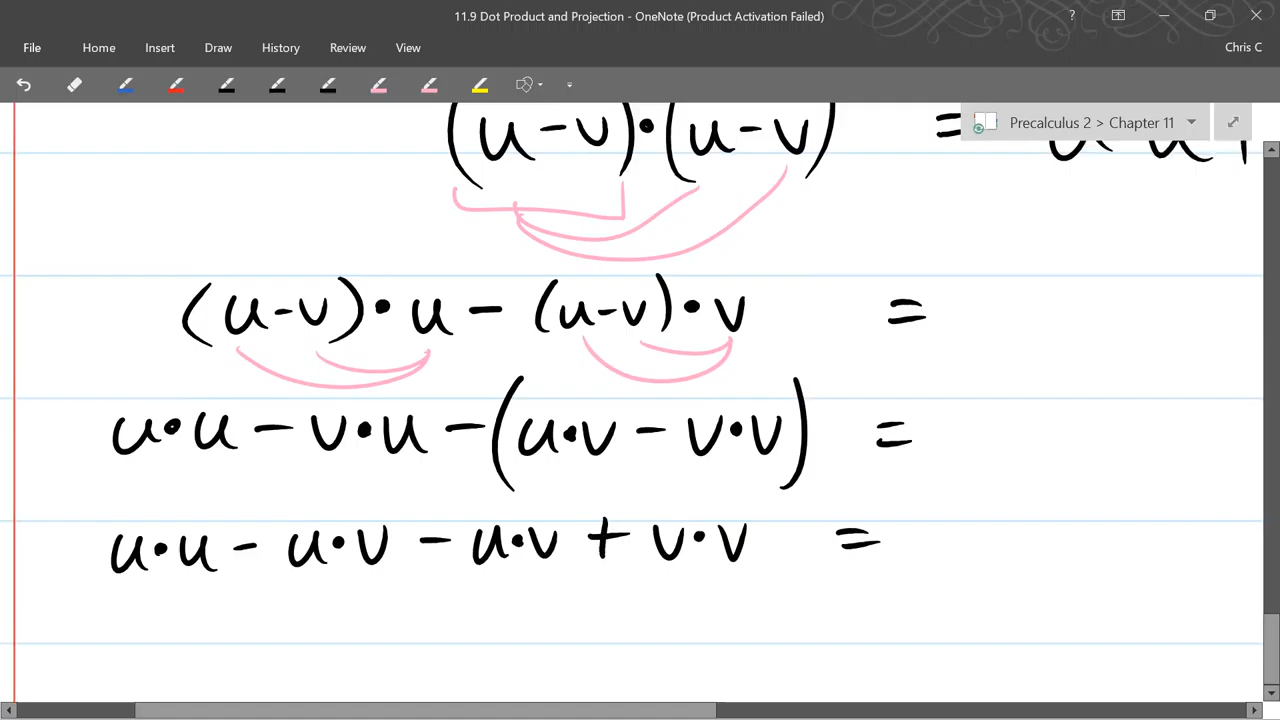 11.9 Dot Product and Projection - OneNote (Product Activation Failed)
?
File Home Insert Draw History Review View Chris C
Precalculus 2 > Chapter 11
(u-v)•(u-v) = u•u+
(u-v)•u - (u-v)•v =
u•u - v•u - (u•v - v•v) =
u•u - u•v - u•v + v•v =